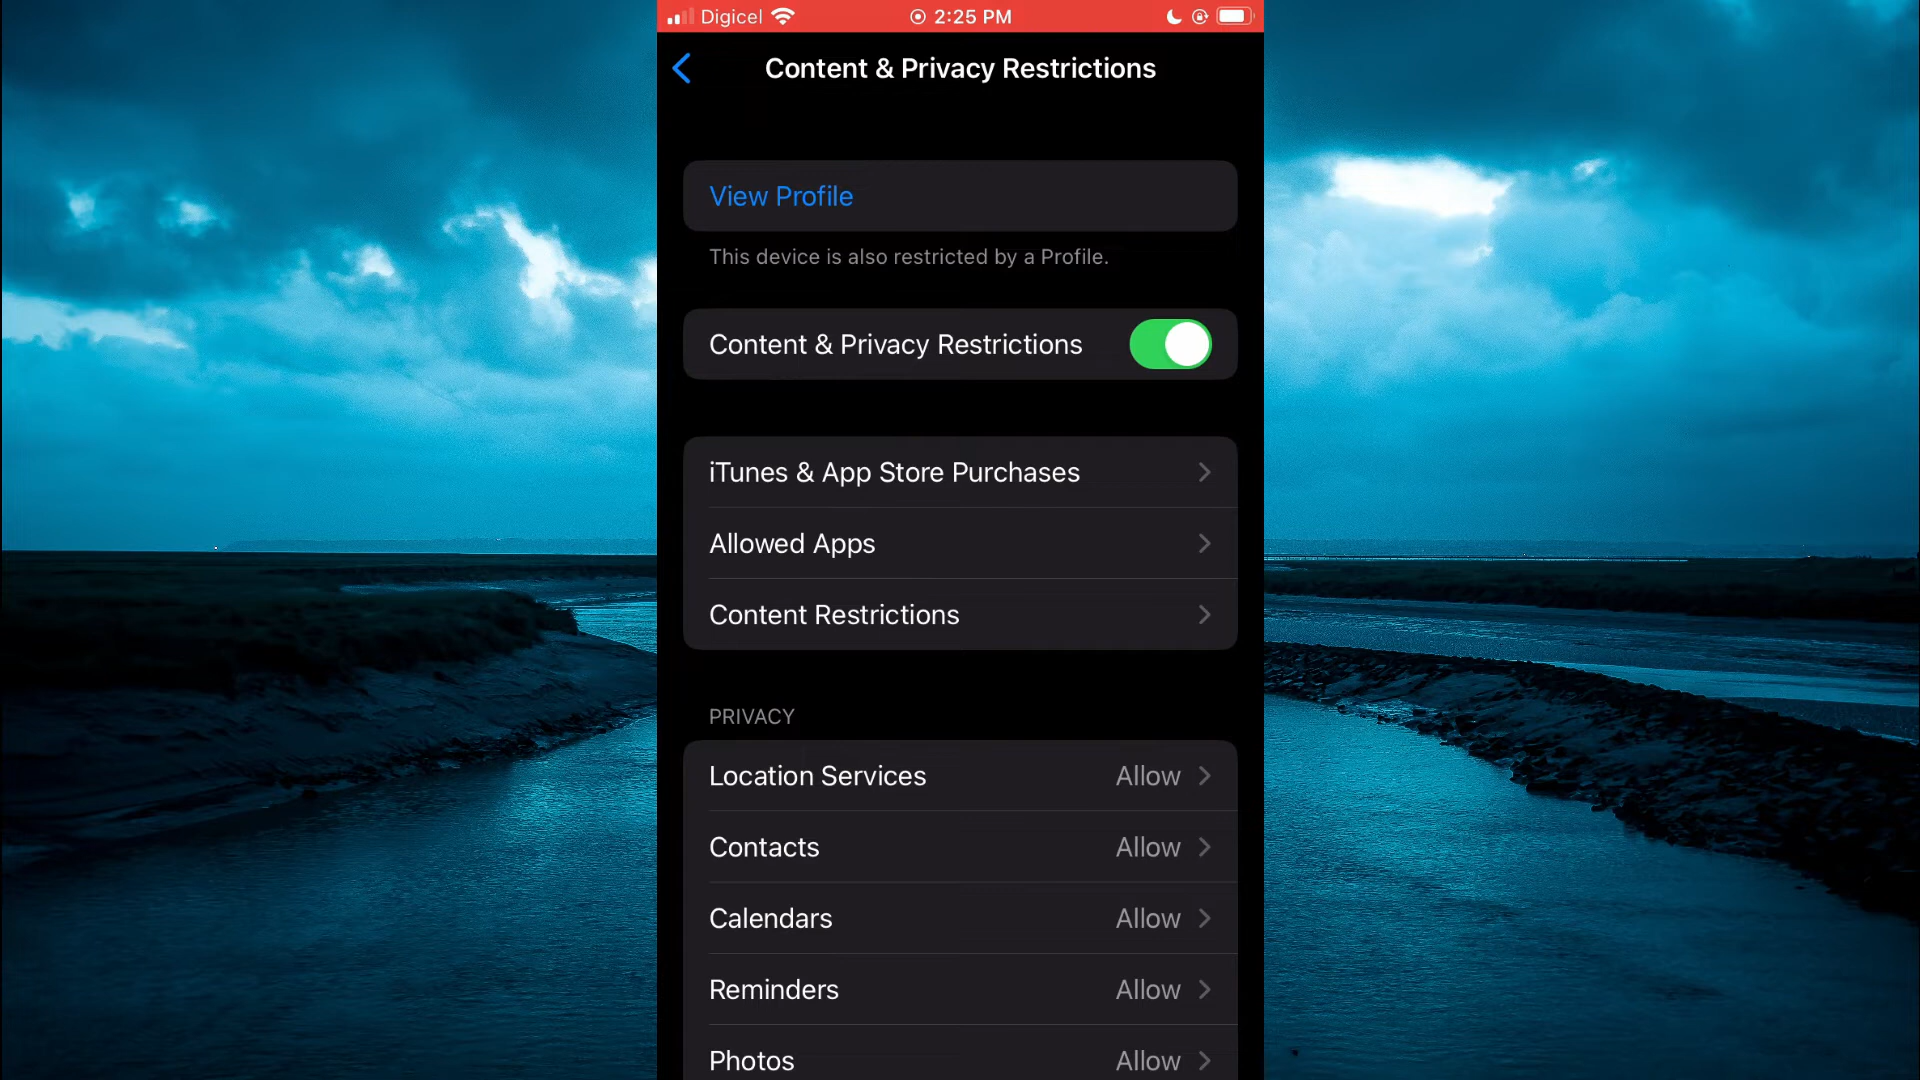 Digicel 2:25 PM
Content & Privacy Restrictions
View Profile
This device is also restricted by a Profile.
Content & Privacy Restrictions
iTunes & App Store Purchases
Allowed Apps
Content Restrictions
PRIVACY
Location Services Allow
Contacts Allow
Calendars Allow
Reminders Allow
Photos Allow